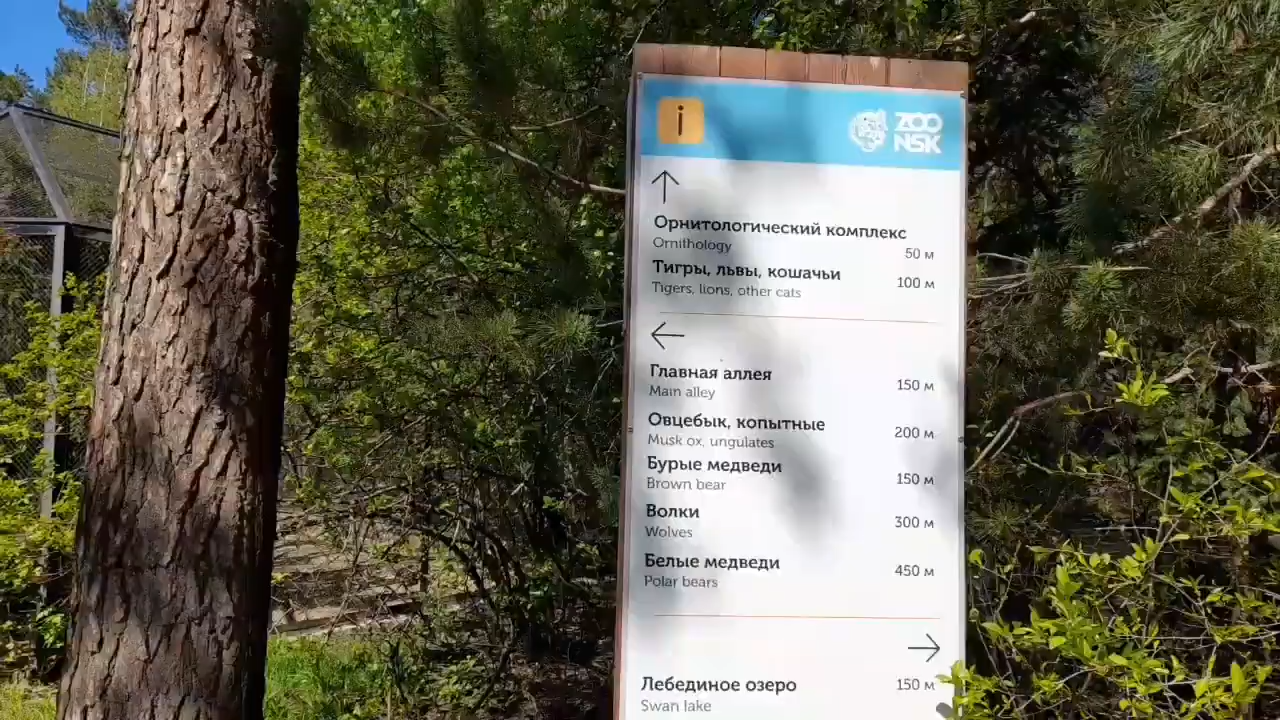 i
ZOO
NSK
↑
Орнитологический комплекс
Ornithology 50 м
Тигры, львы, кошачьи
Tigers, lions, other cats 100 м
←
Главная аллея
Main alley 150 м
Овцебык, копытные
Musk ox, ungulates 200 м
Бурые медведи
Brown bear 150 м
Волки
Wolves 300 м
Белые медведи
Polar bears 450 м
→
Лебединое озеро 150 м
Swan lake